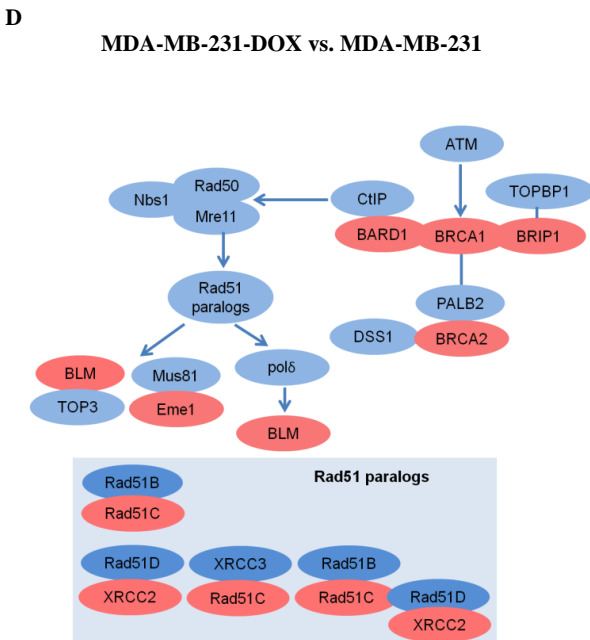 D
MDA-MB-231-DOX vs. MDA-MB-231
ATM
TOPBP1
Nbs1
Rad50
Mre11
CtIP
BARD1
BRCA1
BRIP1
Rad51
paralogs
PALB2
DSS1
BRCA2
BLM
TOP3
Mus81
Eme1
polδ
BLM
Rad51 paralogs
Rad51B
Rad51C
Rad51D
XRCC2
XRCC3
Rad51C
Rad51B
Rad51C
Rad51D
XRCC2